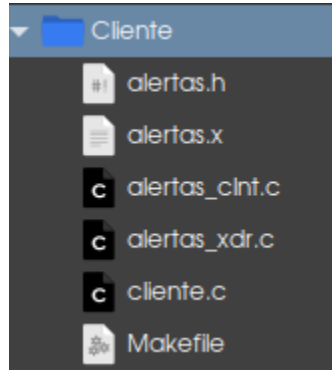 Cliente
alertas.h
alertas.x
alertas_clnt.c
alertas_xdr.c
cliente.c
Makefile